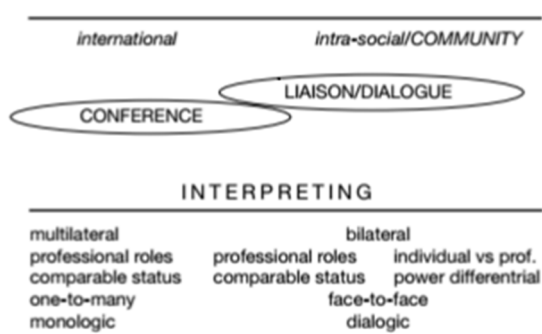 international intra-social/COMMUNITY
LIAISON/DIALOGUE
CONFERENCE
INTERPRETING
multilateral bilateral
professional roles professional roles individual vs prof.
comparable status comparable status power differentrial
one-to-many face-to-face
monologic dialogic